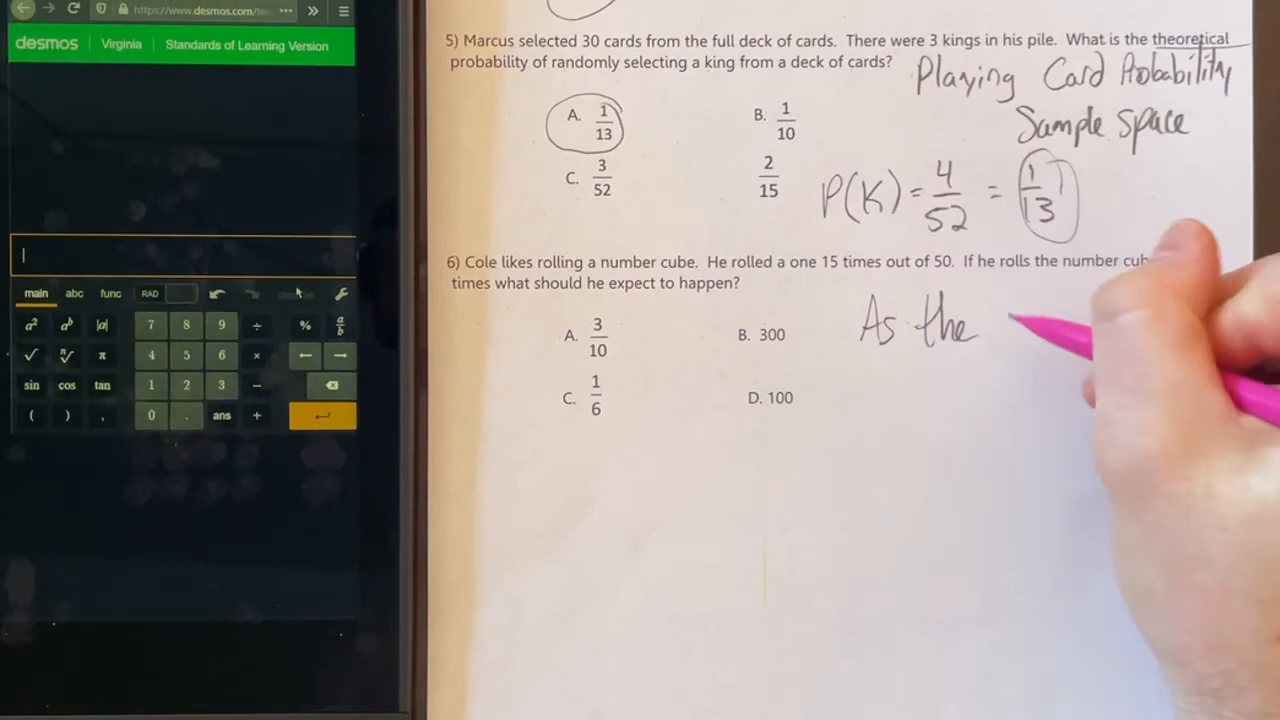 https://www.desmos.com/tes
desmos Virginia Standards of Learning Version
main abc func RAD
a² aᵇ |a| 7 8 9 ÷ % a/b
√ ⁿ√ π 4 5 6 × ← →
sin cos tan 1 2 3 −
( ) , 0 . ans +
5) Marcus selected 30 cards from the full deck of cards. There were 3 kings in his pile. What is the theoretical
probability of randomly selecting a king from a deck of cards?
Playing Card Probability
Sample space
A. 1/13 B. 1/10
C. 3/52 2/15
P(K) = 4/52 = 1/13
6) Cole likes rolling a number cube. He rolled a one 15 times out of 50. If he rolls the number cub
times what should he expect to happen?
As the
A. 3/10 B. 300
C. 1/6 D. 100